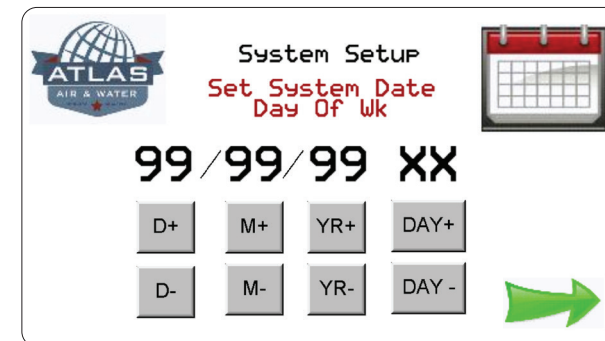 ATLAS
AIR & WATER
System Setup
Set System Date
Day Of Wk
99/99/99 XX
D+ M+ YR+ DAY+
D- M- YR- DAY -